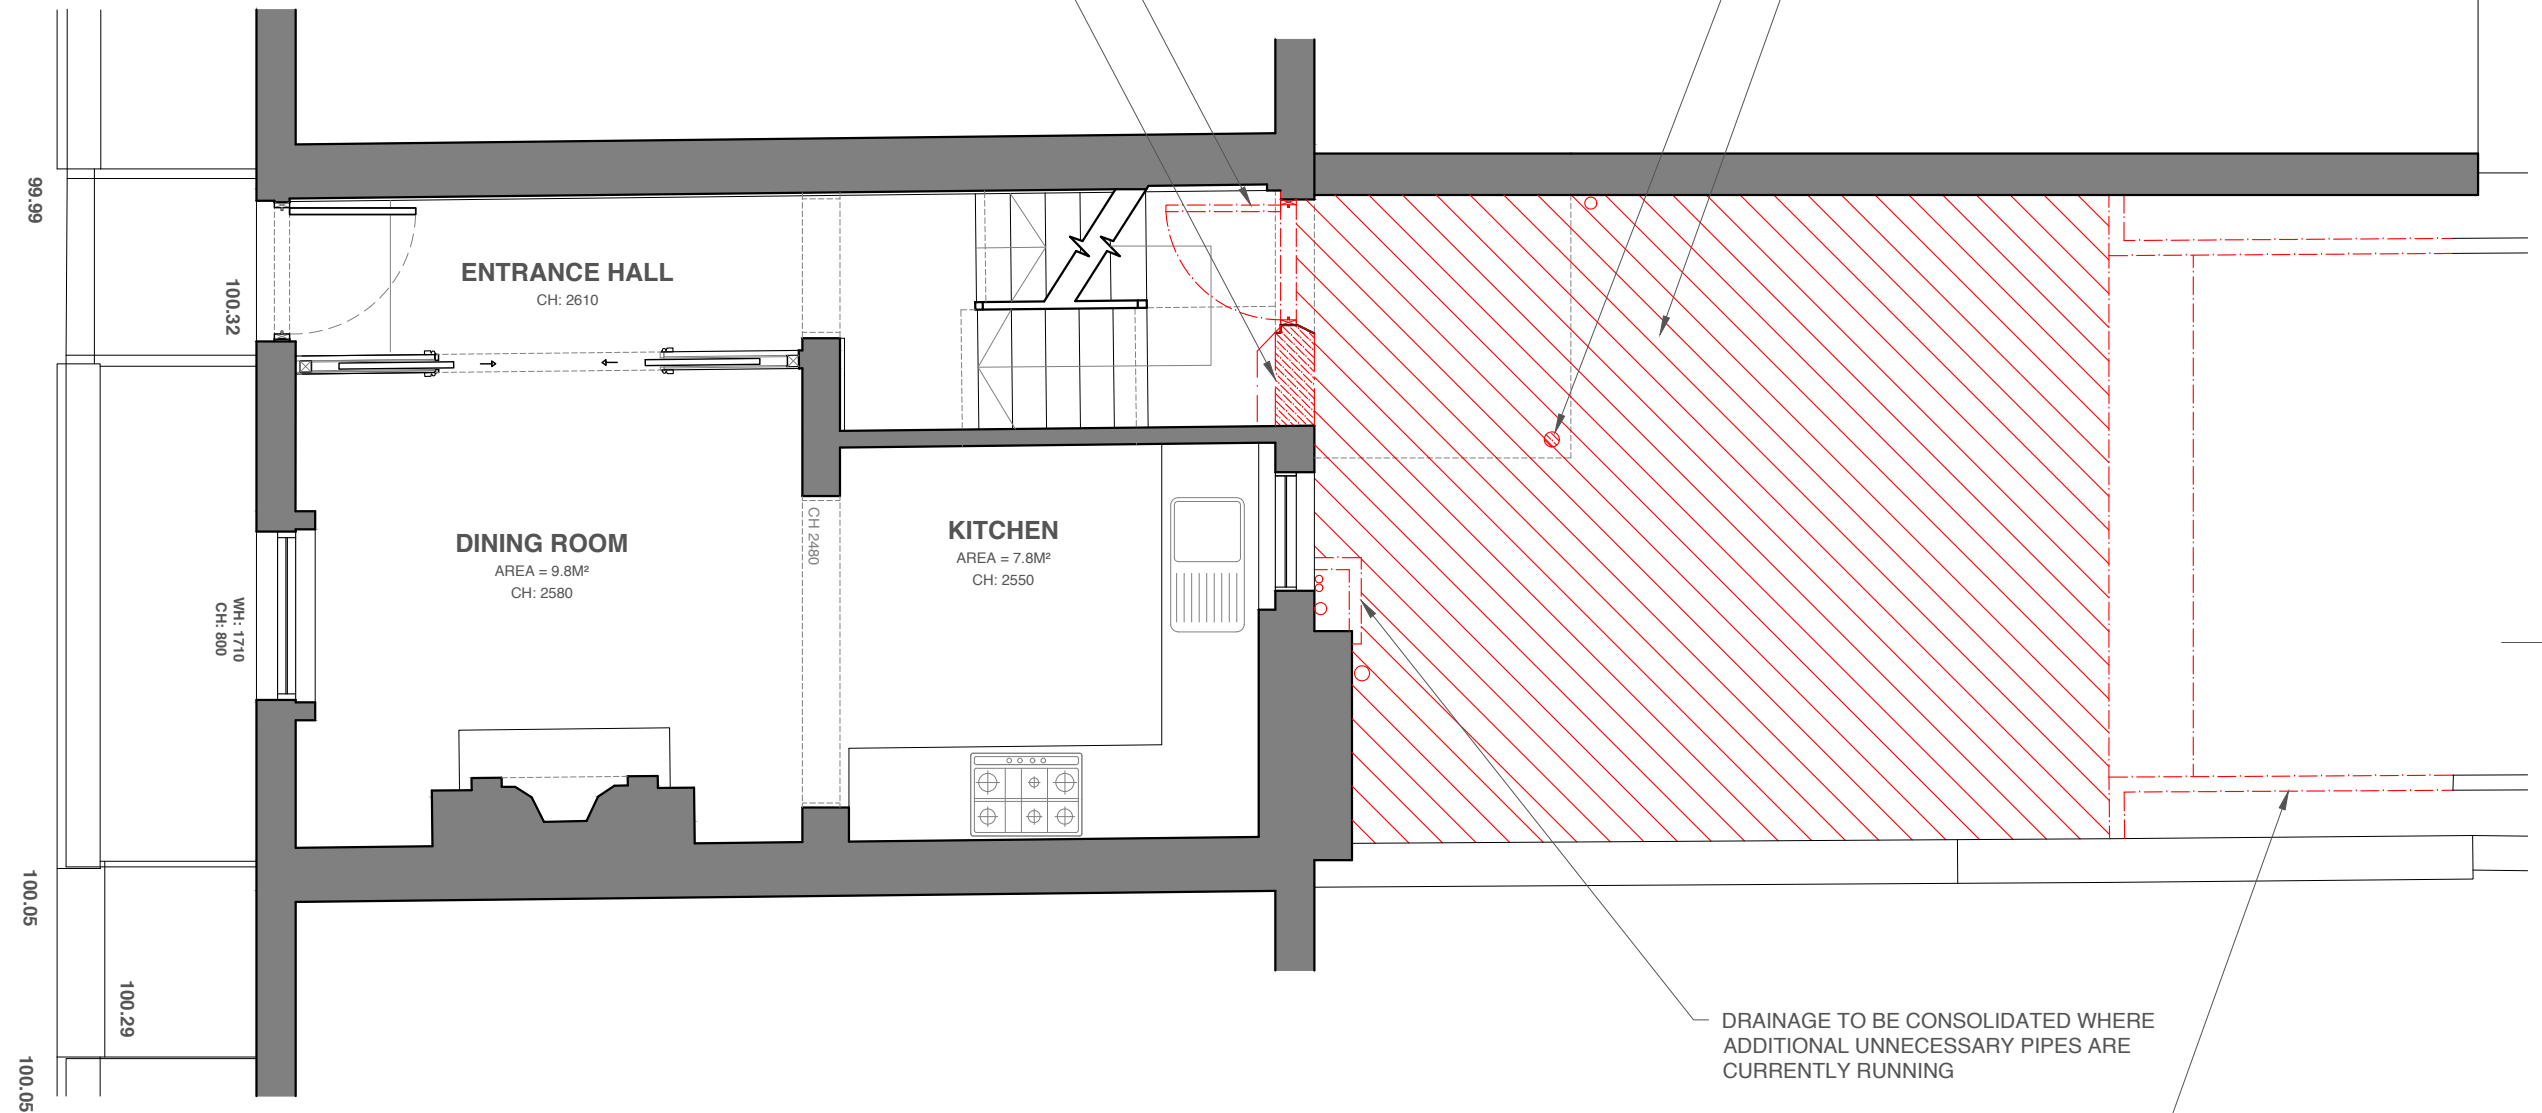 99.99
100.32
ENTRANCE HALL
CH: 2610
DINING ROOM
AREA = 9.8M²
CH: 2580
CH 2480
KITCHEN
AREA = 7.8M²
CH: 2550
WH: 1710
CH: 800
100.05
100.29
100.05
DRAINAGE TO BE CONSOLIDATED WHERE
ADDITIONAL UNNECESSARY PIPES ARE
CURRENTLY RUNNING